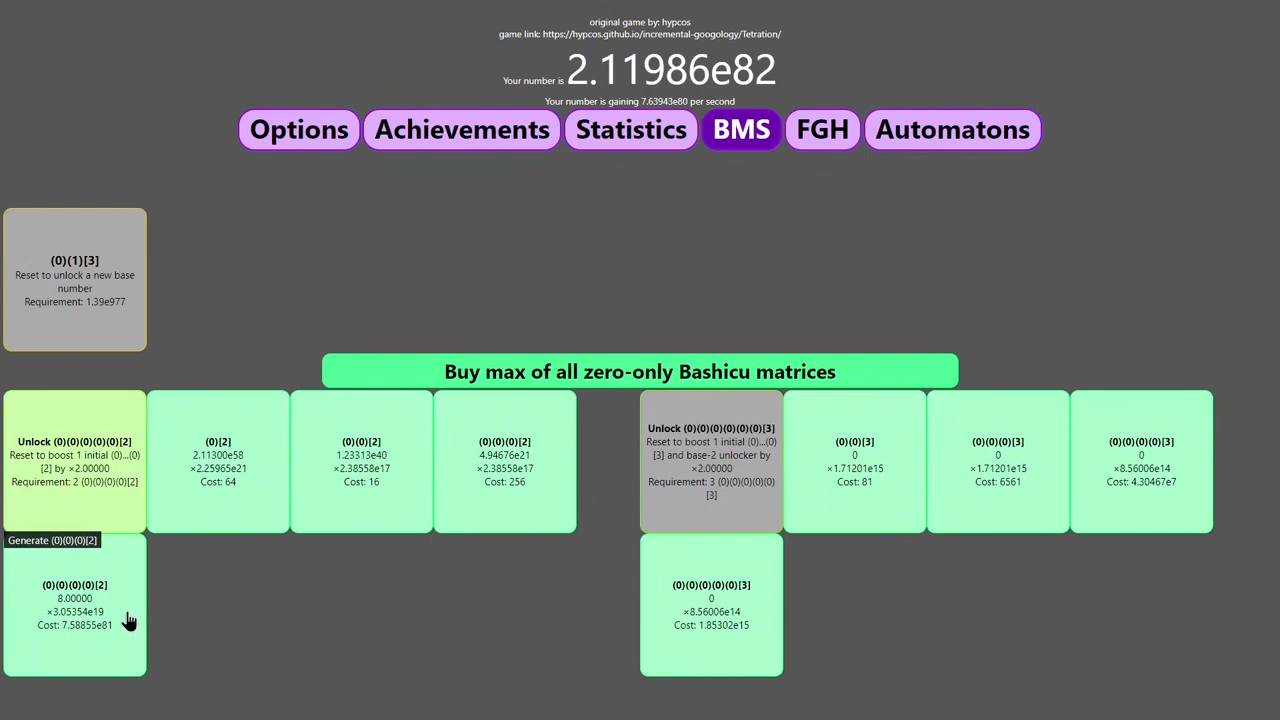 original game by: hypcos
game link: https://hypcos.github.io/incremental-googology/Tetration/
Your number is 2.11986e82
Your number is gaining 7.63943e80 per second
Options
Achievements
Statistics
BMS
FGH
Automatons
(0)(1)[3]
Reset to unlock a new base
number
Requirement: 1.39e977
Buy max of all zero-only Bashicu matrices
Unlock (0)(0)(0)(0)(0)[2]
Reset to boost 1 initial (0)...(0)
[2] by ×2.00000
Requirement: 2 (0)(0)(0)(0)[2]
(0)[2]
2.11300e58
×2.25965e21
Cost: 64
(0)(0)[2]
1.23313e40
×2.38558e17
Cost: 16
(0)(0)(0)[2]
4.94676e21
×2.38558e17
Cost: 256
Unlock (0)(0)(0)(0)(0)(0)[3]
Reset to boost 1 initial (0)...(0)
[3] and base-2 unlocker by
×2.00000
Requirement: 3 (0)(0)(0)(0)(0)
[3]
(0)(0)[3]
0
×1.71201e15
Cost: 81
(0)(0)(0)[3]
0
×1.71201e15
Cost: 6561
(0)(0)(0)(0)[3]
0
×8.56006e14
Cost: 4.30467e7
Generate (0)(0)(0)[2]
(0)(0)(0)(0)[2]
8.00000
×3.05354e19
Cost: 7.58855e81
(0)(0)(0)(0)(0)[3]
0
×8.56006e14
Cost: 1.85302e15